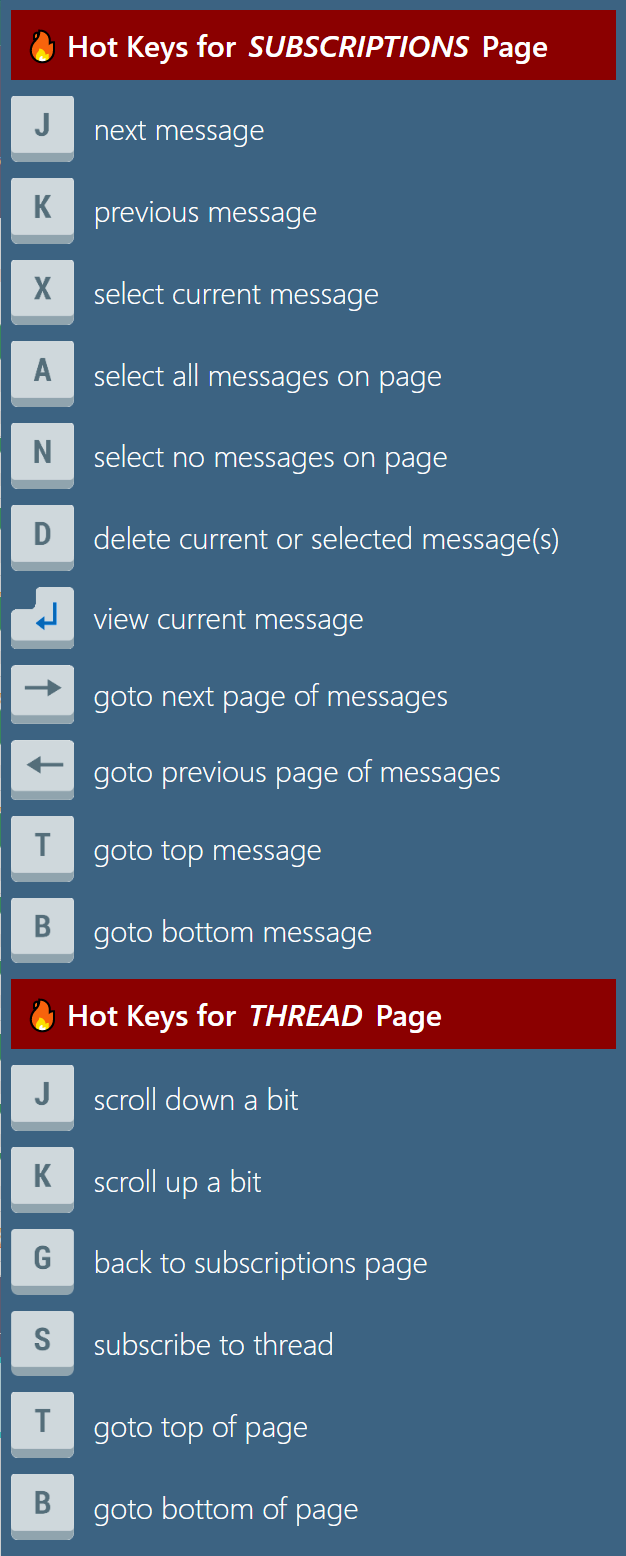 🔥 Hot Keys for SUBSCRIPTIONS Page
J next message
K previous message
X select current message
A select all messages on page
N select no messages on page
D delete current or selected message(s)
↵ view current message
→ goto next page of messages
← goto previous page of messages
T goto top message
B goto bottom message
🔥 Hot Keys for THREAD Page
J scroll down a bit
K scroll up a bit
G back to subscriptions page
S subscribe to thread
T goto top of page
B goto bottom of page